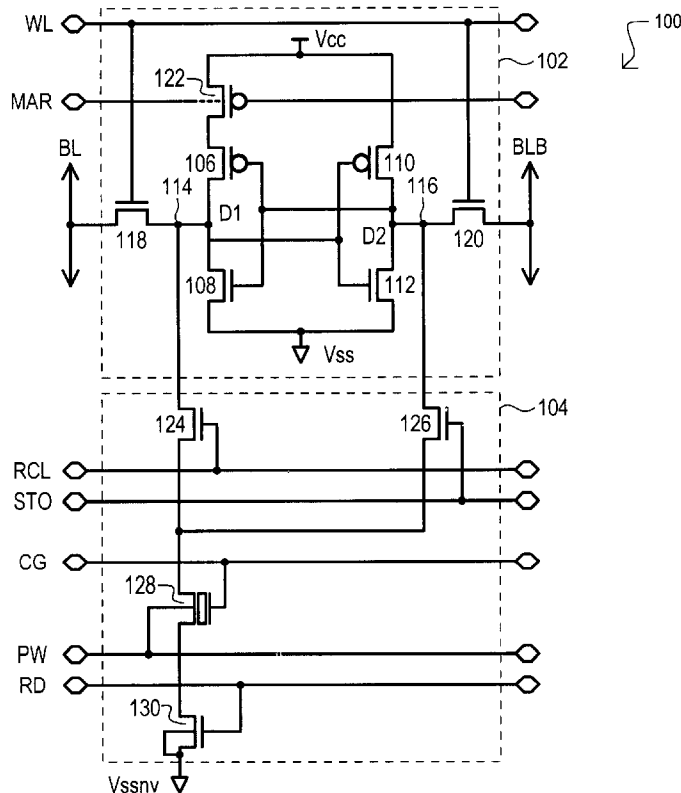 WL
100
Vcc
102
122
MAR
BL
106
110
BLB
114
116
D1
D2
118
120
108
112
Vss
104
124
126
RCL
STO
CG
128
PW
RD
130
Vssnv